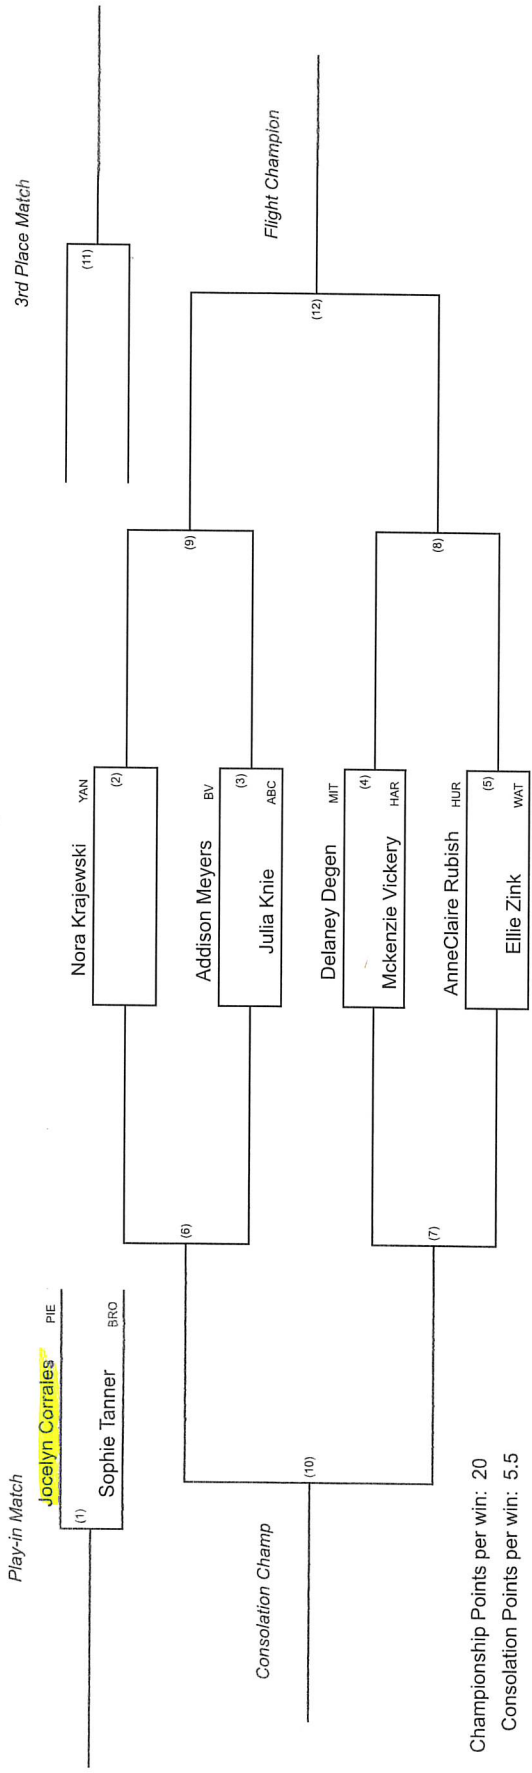 Play-in Match
Jocelyn Corrales PIE
(1)
Sophie Tanner BRO
3rd Place Match
(11)
Nora Krajewski YAN
(2)
Addison Meyers BV
(3)
Julia Knie ABC
Delaney Degen MIT
(4)
Mckenzie Vickery HAR
AnneClaire Rubish HUR
(5)
Ellie Zink WAT
(6)
(7)
(9)
(8)
Consolation Champ
(10)
Flight Champion
(12)
Championship Points per win: 20
Consolation Points per win: 5.5